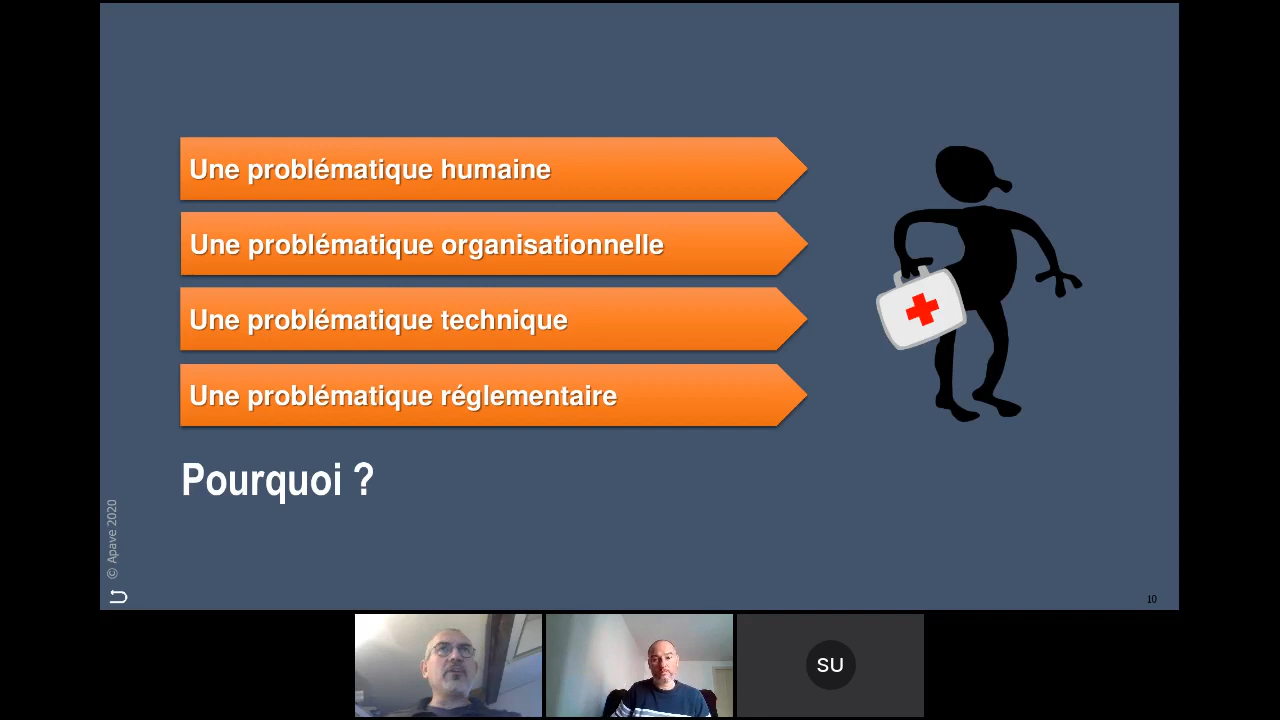 Une problématique humaine
Une problématique organisationnelle
Une problématique technique
Une problématique réglementaire
Pourquoi ?
© Apave 2020
10
SU